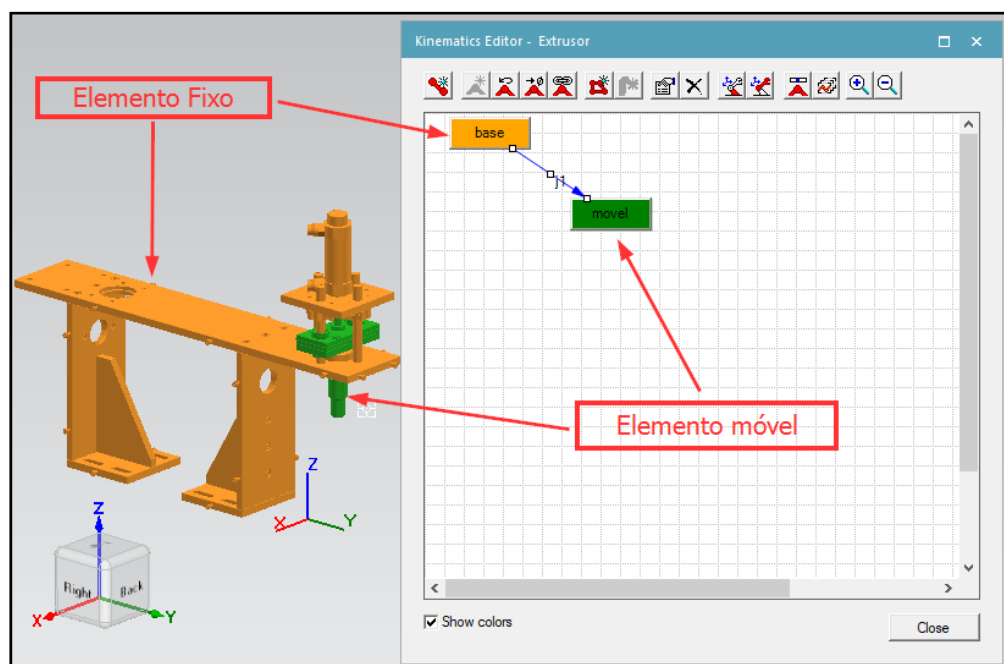 Kinematics Editor - Extrusor
Elemento Fixo
base
j1
movel
Elemento móvel
Z
X
Y
Z
Right
Back
X
Y
Show colors
Close